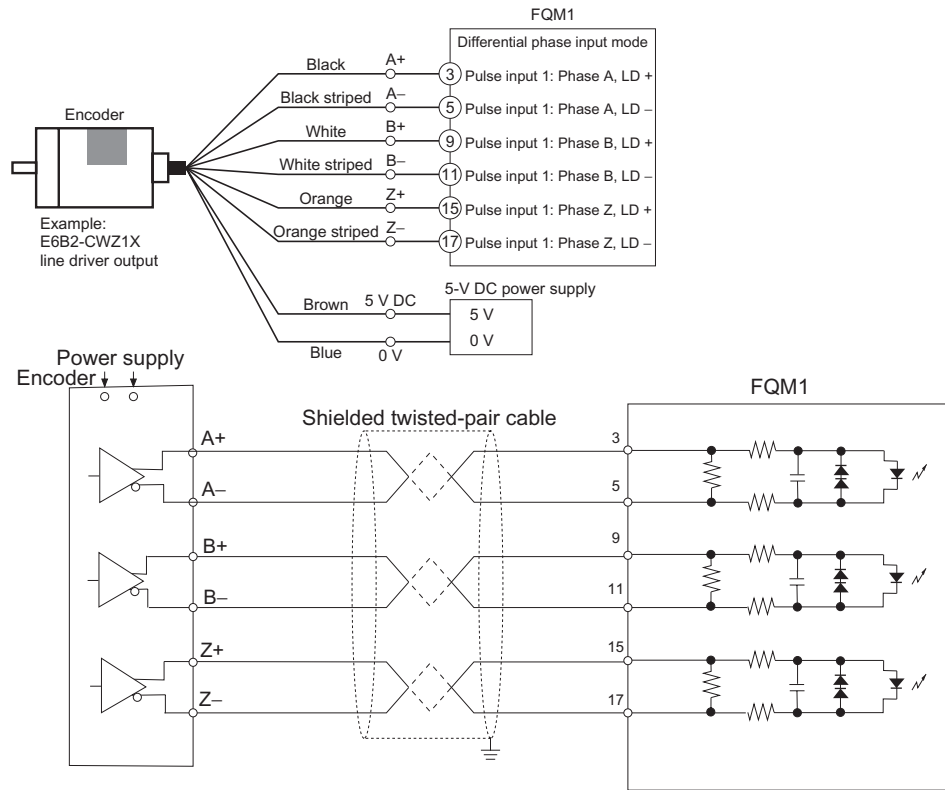 FQM1
Differential phase input mode
Black A+ 3 Pulse input 1: Phase A, LD +
Black striped A– 5 Pulse input 1: Phase A, LD –
Encoder
White B+ 9 Pulse input 1: Phase B, LD +
White striped B– 11 Pulse input 1: Phase B, LD –
Orange Z+ 15 Pulse input 1: Phase Z, LD +
Orange striped Z– 17 Pulse input 1: Phase Z, LD –
Example:
E6B2-CWZ1X
line driver output
5-V DC power supply
Brown 5 V DC 5 V
Blue 0 V 0 V
Power supply
Encoder
FQM1
Shielded twisted-pair cable
A+ 3
A– 5
B+ 9
B– 11
Z+ 15
Z– 17